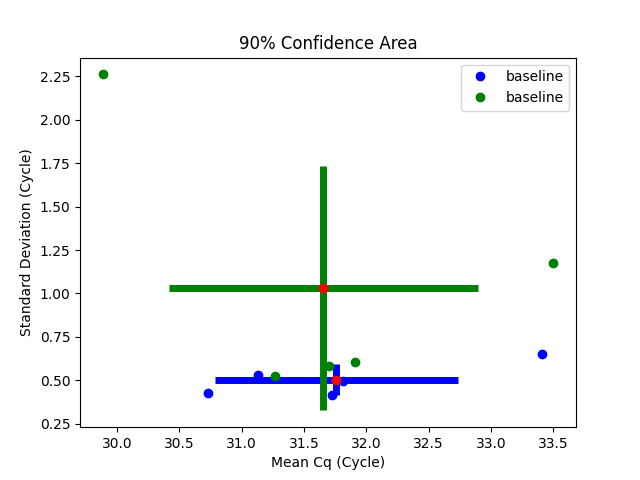 90% Confidence Area
baseline
baseline
Standard Deviation (Cycle)
2.25
2.00
1.75
1.50
1.25
1.00
0.75
0.50
0.25
30.0 30.5 31.0 31.5 32.0 32.5 33.0 33.5
Mean Cq (Cycle)